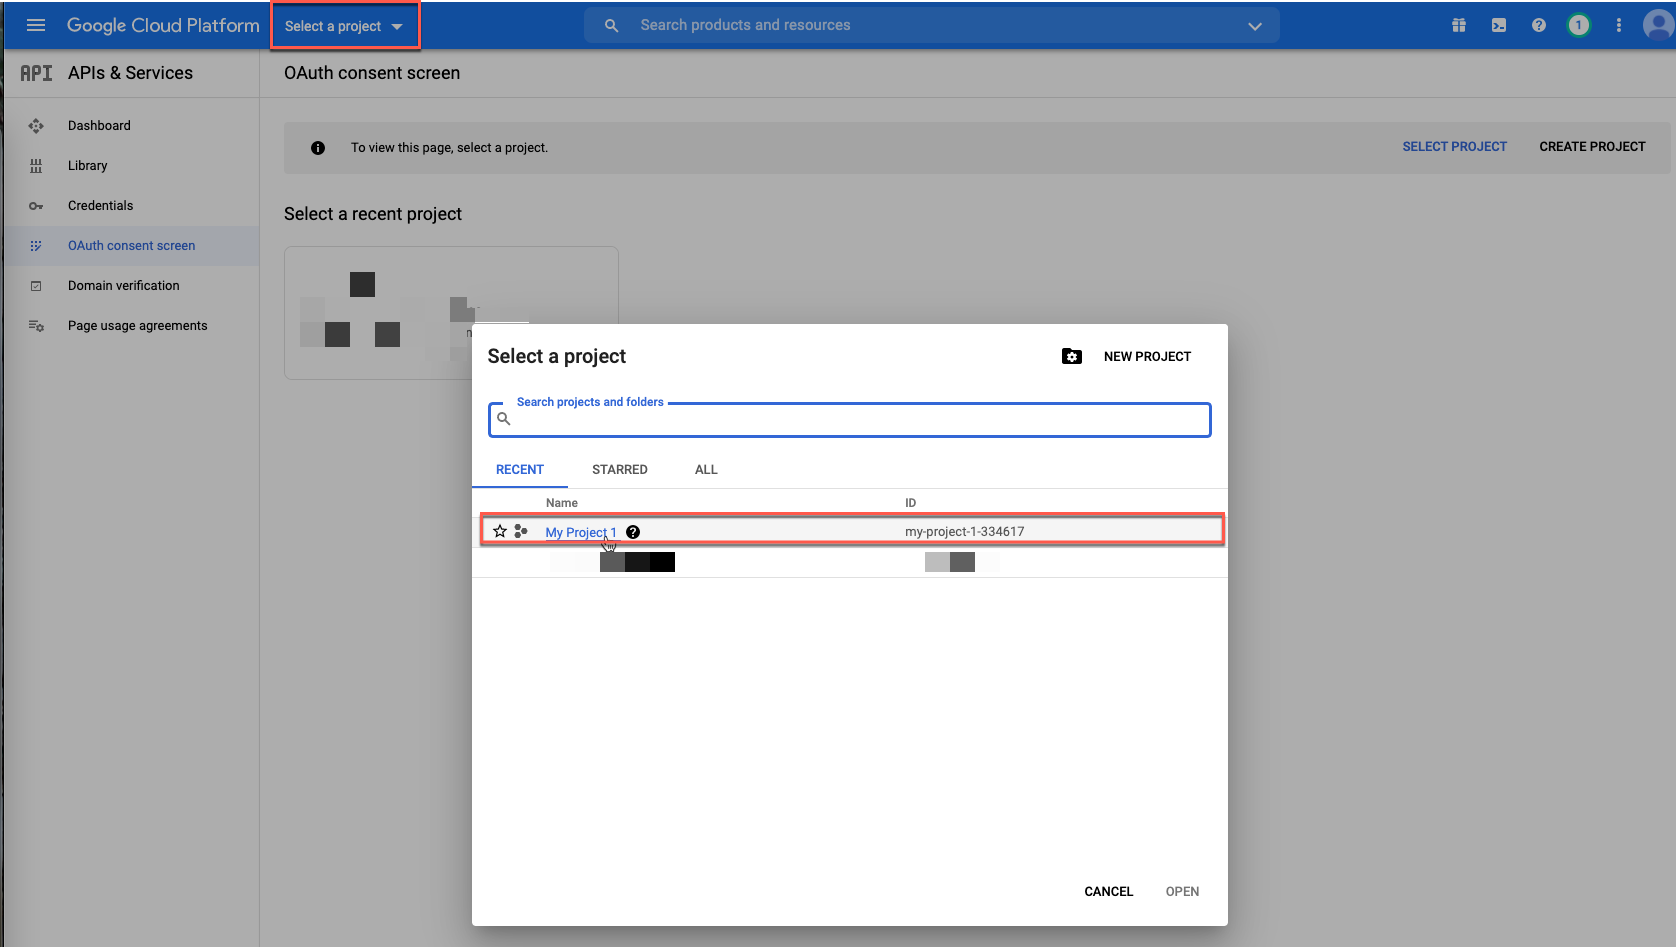 Google Cloud Platform
Select a project
Search products and resources
1
API APIs & Services
OAuth consent screen
Dashboard
Library
Credentials
OAuth consent screen
Domain verification
Page usage agreements
To view this page, select a project.
SELECT PROJECT
CREATE PROJECT
Select a recent project
Select a project
NEW PROJECT
Search projects and folders
RECENT
STARRED
ALL
Name
ID
My Project 1
my-project-1-334617
CANCEL
OPEN